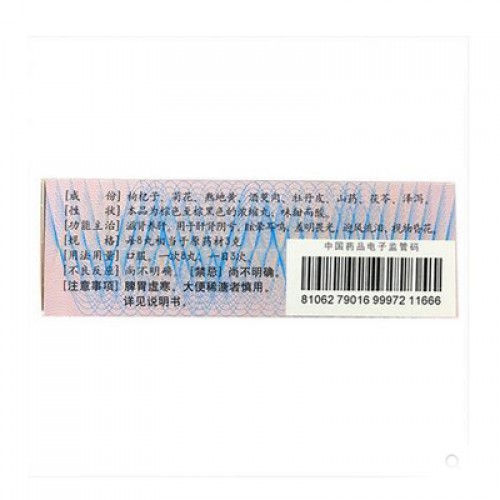 [成 份] 枸杞子、菊花、熟地黄、酒萸肉、牡丹皮、山药、茯苓、泽泻。
[性 状] 本品为棕色至棕黑色的浓缩丸；味甜而酸。
[功能主治] 滋肾养肝。用于肝肾阴亏，眩晕耳鸣，羞明畏光，迎风流泪，视物昏花。
[规 格] 每8丸相当于原药材3克
[用法用量] 口服，一次8丸，一日3次。
[不良反应] 尚不明确。 [禁忌] 尚不明确。
[注意事项] 脾胃虚寒，大便稀溏者慎用。
详见说明书。
中国药品电子监管码
81062 79016 99972 11666